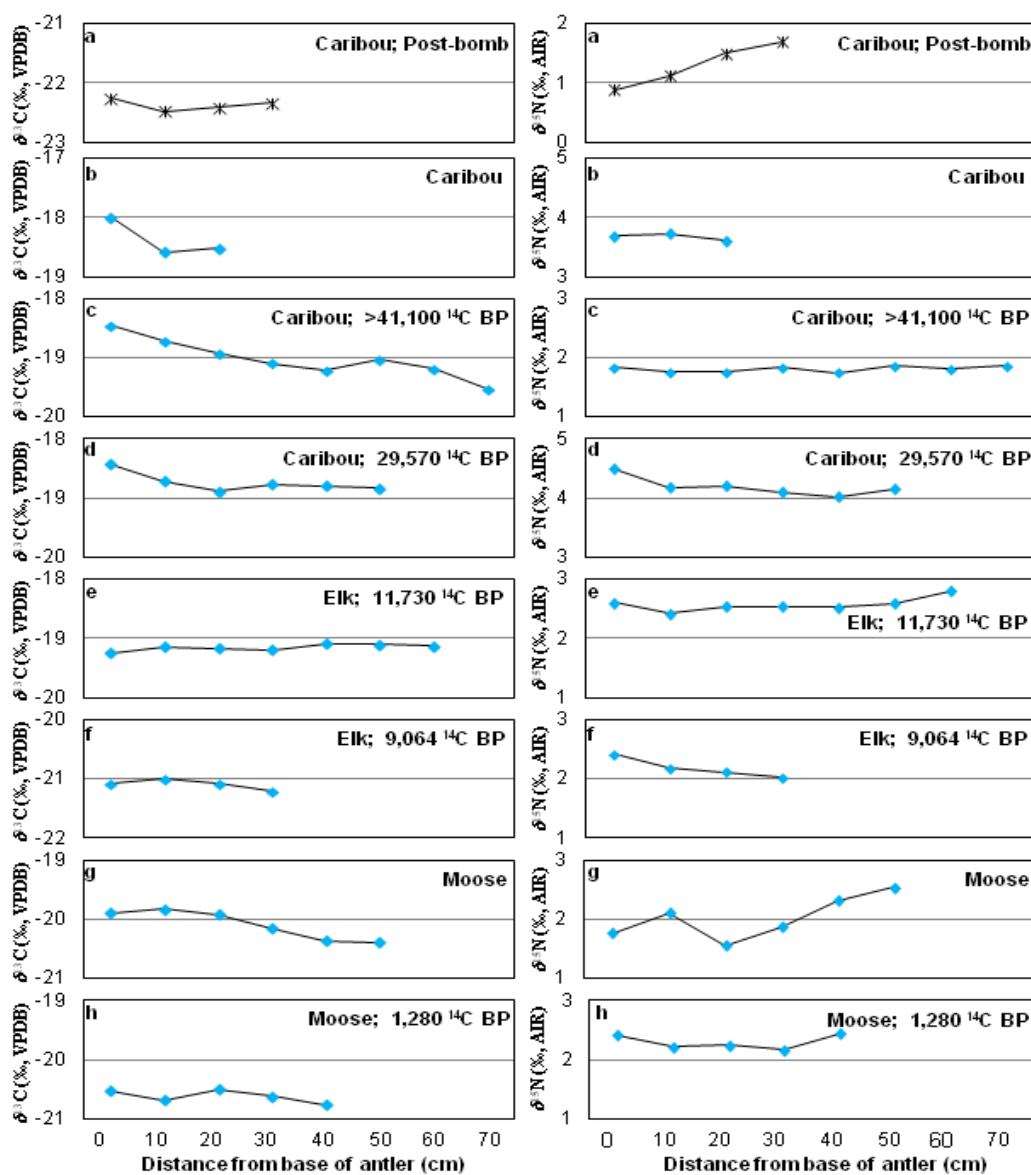 -21
a
Caribou; Post-bomb
-22
-23
δ¹³C (‰, VPDB)
2
a
Caribou; Post-bomb
1
0
δ¹⁵N (‰, AIR)
-17
b
Caribou
-18
-19
δ¹³C (‰, VPDB)
5
b
Caribou
4
3
δ¹⁵N (‰, AIR)
-18
c
Caribou; >41,100 ¹⁴C BP
-19
-20
δ¹³C (‰, VPDB)
3
c
Caribou; >41,100 ¹⁴C BP
2
1
δ¹⁵N (‰, AIR)
-18
d
Caribou; 29,570 ¹⁴C BP
-19
-20
δ¹³C (‰, VPDB)
5
d
Caribou; 29,570 ¹⁴C BP
4
3
δ¹⁵N (‰, AIR)
-18
e
Elk; 11,730 ¹⁴C BP
-19
-20
δ¹³C (‰, VPDB)
3
e
Elk; 11,730 ¹⁴C BP
2
1
δ¹⁵N (‰, AIR)
-20
f
Elk; 9,064 ¹⁴C BP
-21
-22
δ¹³C (‰, VPDB)
3
f
Elk; 9,064 ¹⁴C BP
2
1
δ¹⁵N (‰, AIR)
-19
g
Moose
-20
-21
δ¹³C (‰, VPDB)
3
g
Moose
2
1
δ¹⁵N (‰, AIR)
-19
h
Moose; 1,280 ¹⁴C BP
-20
-21
δ¹³C (‰, VPDB)
3
h
Moose; 1,280 ¹⁴C BP
2
1
δ¹⁵N (‰, AIR)
0 10 20 30 40 50 60 70
Distance from base of antler (cm)
0 10 20 30 40 50 60 70
Distance from base of antler (cm)